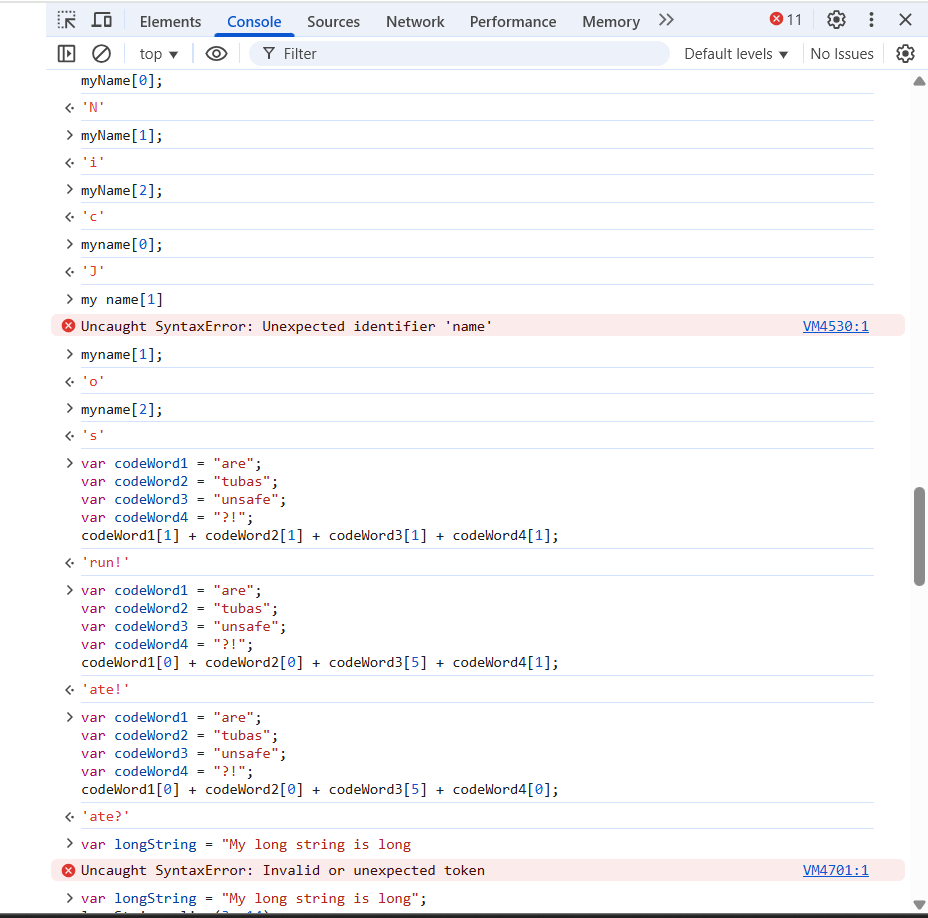 Elements Console Sources Network Performance Memory 11
top Filter Default levels No Issues
myName[0];
'N'
myName[1];
'i'
myName[2];
'c'
myname[0];
'J'
my name[1]
Uncaught SyntaxError: Unexpected identifier 'name' VM4530:1
myname[1];
'o'
myname[2];
's'
var codeWord1 = "are";
var codeWord2 = "tubas";
var codeWord3 = "unsafe";
var codeWord4 = "?!";
codeWord1[1] + codeWord2[1] + codeWord3[1] + codeWord4[1];
'run!'
var codeWord1 = "are";
var codeWord2 = "tubas";
var codeWord3 = "unsafe";
var codeWord4 = "?!";
codeWord1[0] + codeWord2[0] + codeWord3[5] + codeWord4[1];
'ate!'
var codeWord1 = "are";
var codeWord2 = "tubas";
var codeWord3 = "unsafe";
var codeWord4 = "?!";
codeWord1[0] + codeWord2[0] + codeWord3[5] + codeWord4[0];
'ate?'
var longString = "My long string is long
Uncaught SyntaxError: Invalid or unexpected token VM4701:1
var longString = "My long string is long";